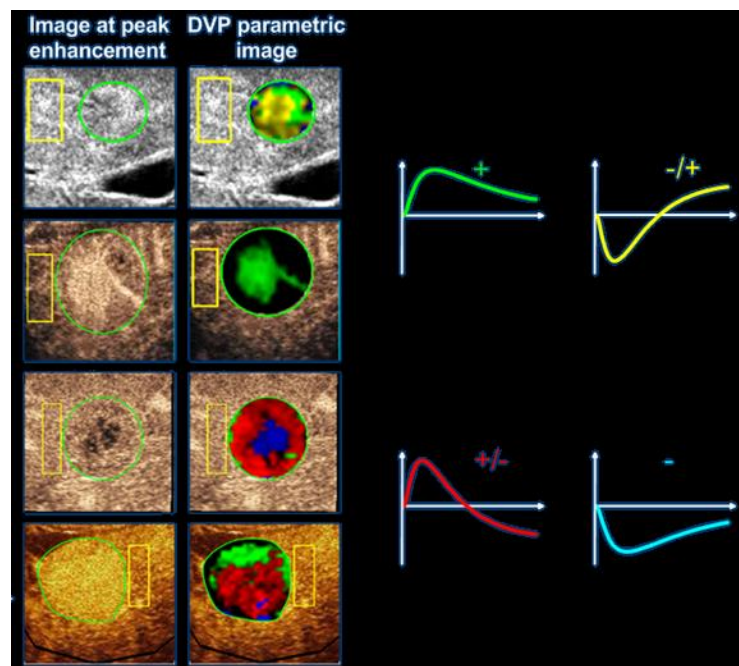 Image at peak
enhancement
DVP parametric
image
+
-/+
+/-
-